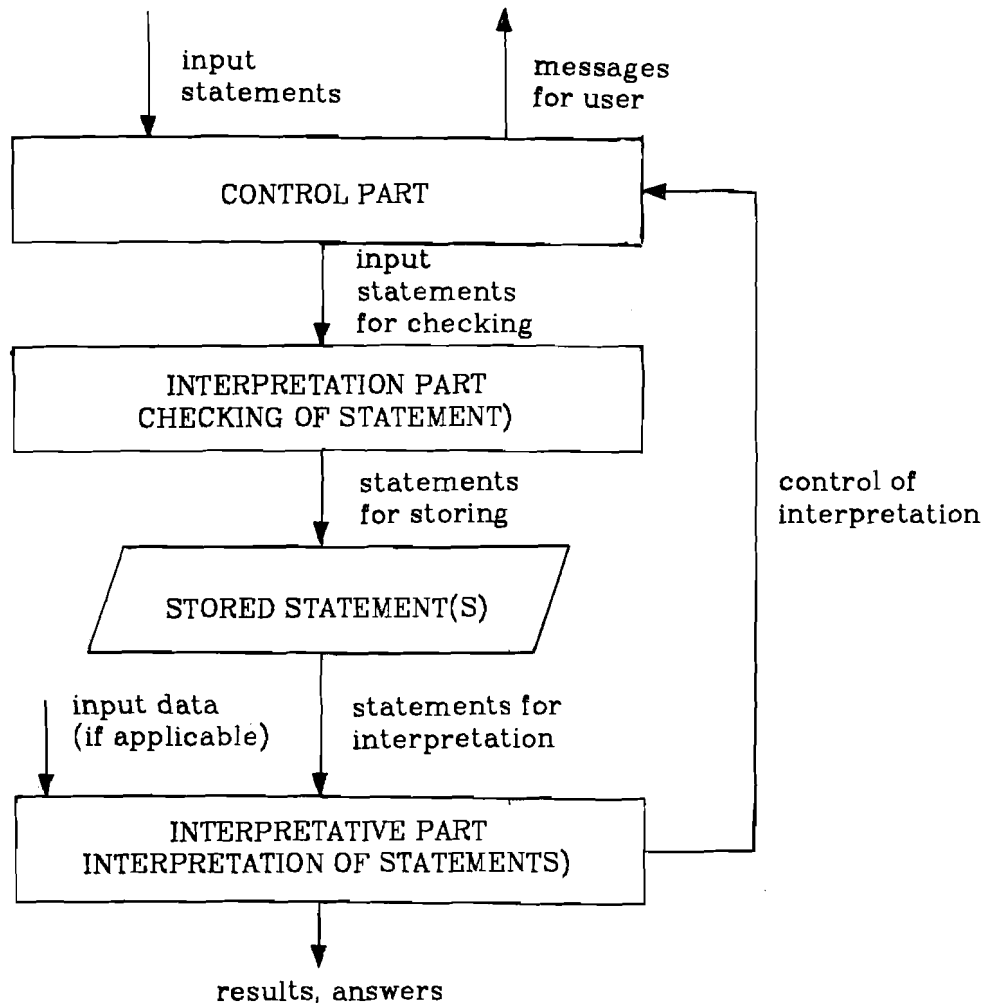 input
statements
messages
for user
CONTROL PART
input
statements
for checking
INTERPRETATION PART
CHECKING OF STATEMENT)
statements
for storing
control of
interpretation
STORED STATEMENT(S)
input data
(if applicable)
statements for
interpretation
INTERPRETATIVE PART
INTERPRETATION OF STATEMENTS)
results, answers